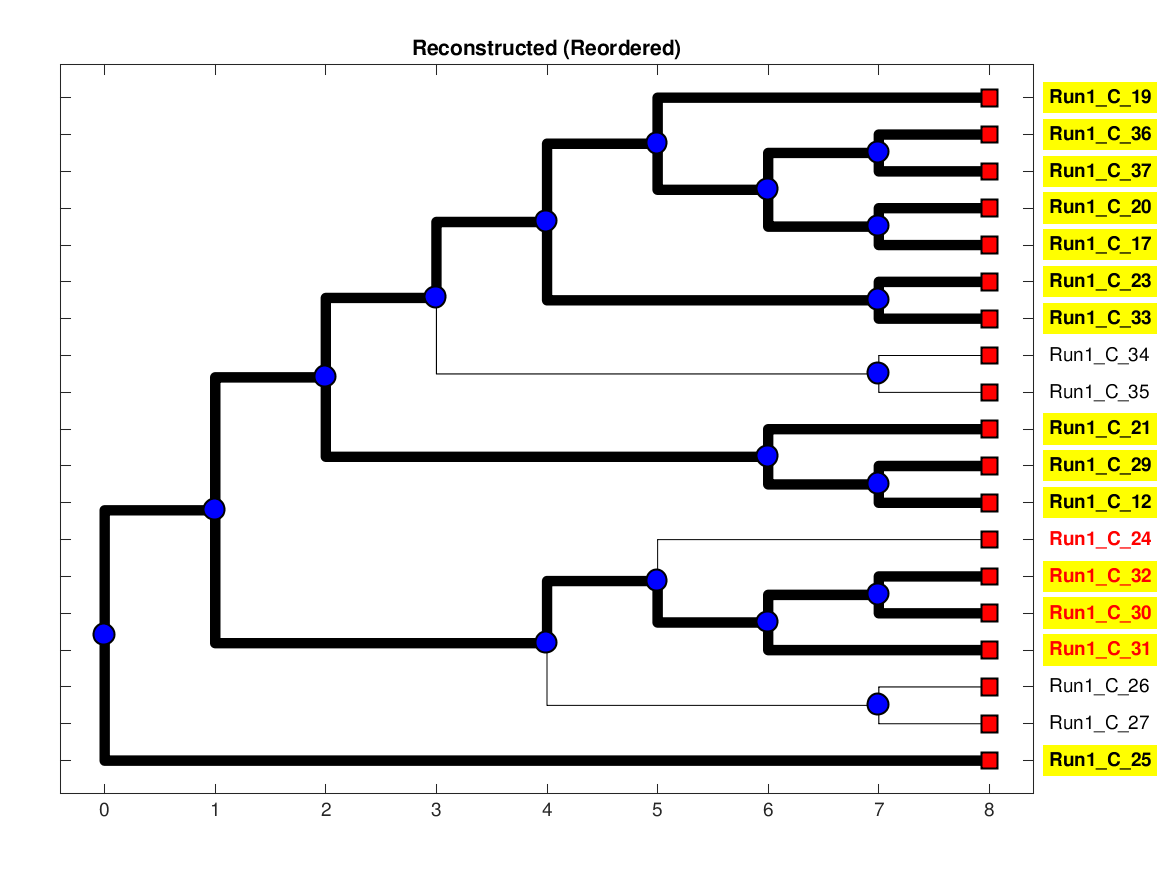 Reconstructed (Reordered)
Run1_C_19
Run1_C_36
Run1_C_37
Run1_C_20
Run1_C_17
Run1_C_23
Run1_C_33
Run1_C_34
Run1_C_35
Run1_C_21
Run1_C_29
Run1_C_12
Run1_C_24
Run1_C_32
Run1_C_30
Run1_C_31
Run1_C_26
Run1_C_27
Run1_C_25
0 1 2 3 4 5 6 7 8